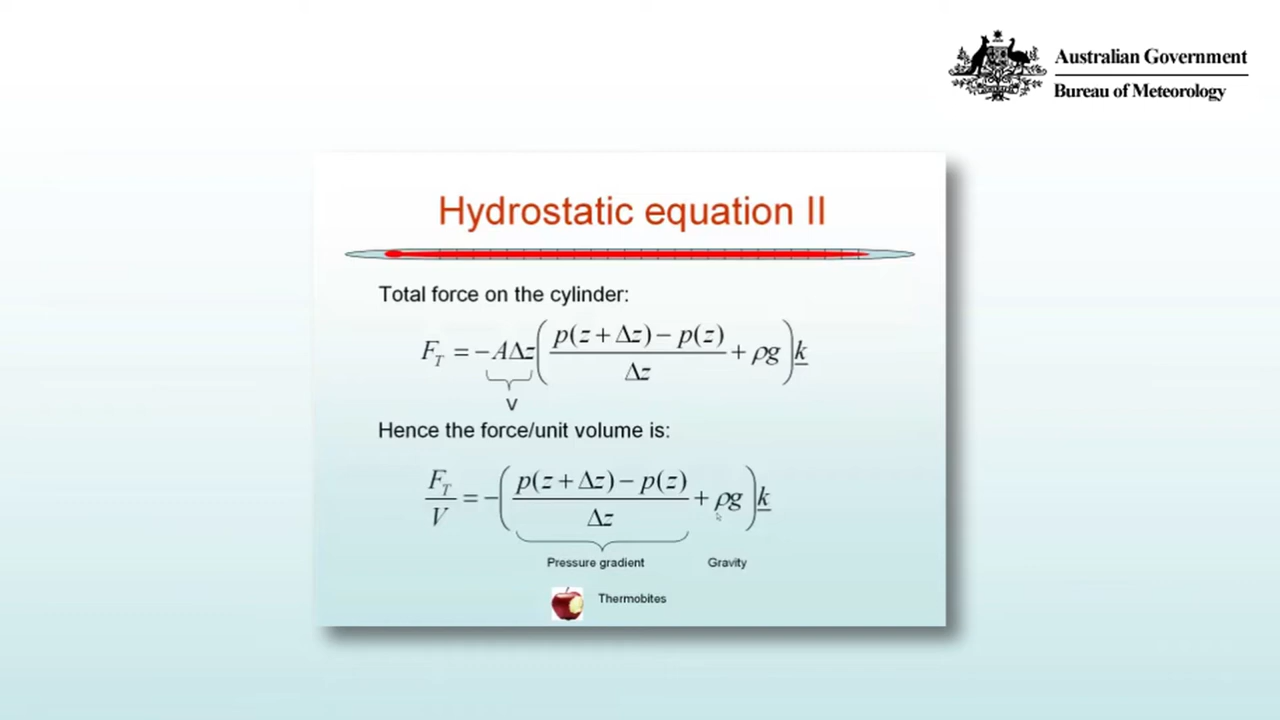 Australian Government
Bureau of Meteorology
Hydrostatic equation II
Total force on the cylinder:
F_T = −AΔz( (p(z + Δz) − p(z)) / Δz + ρg )k
V
Hence the force/unit volume is:
F_T / V = −( (p(z + Δz) − p(z)) / Δz + ρg )k
Pressure gradient Gravity
Thermobites